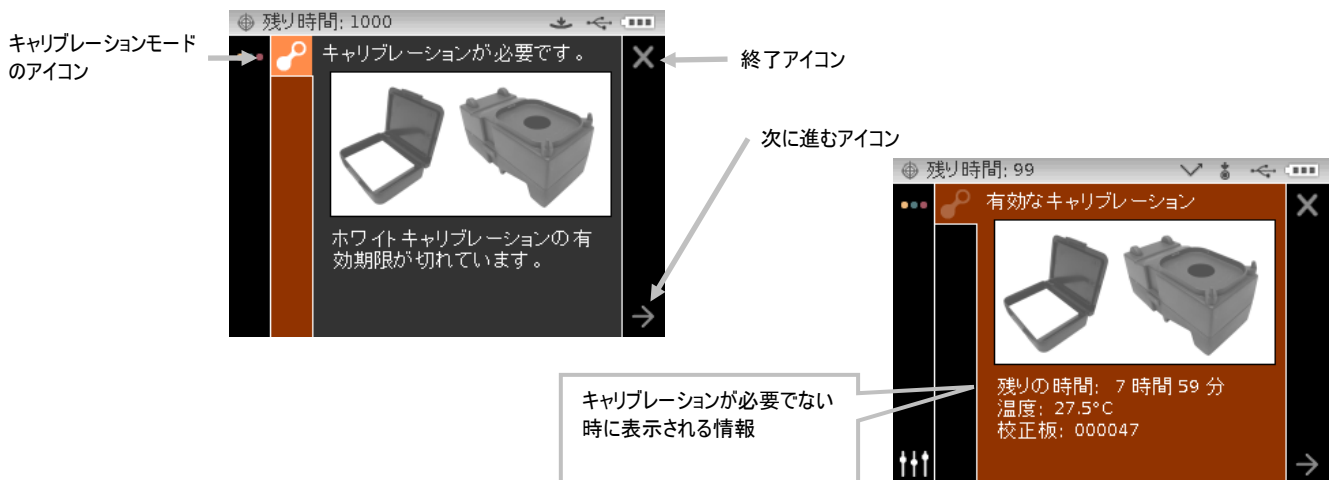 残り時間: 1000
キャリブレーションモード
のアイコン
キャリブレーションが必要です。
終了アイコン
ホワイトキャリブレーションの有
効期限が切れています。
次に進むアイコン
残り時間: 99
有効なキャリブレーション
残りの時間: 7 時間 59 分
温度: 27.5°C
校正板: 000047
キャリブレーションが必要でない
時に表示される情報